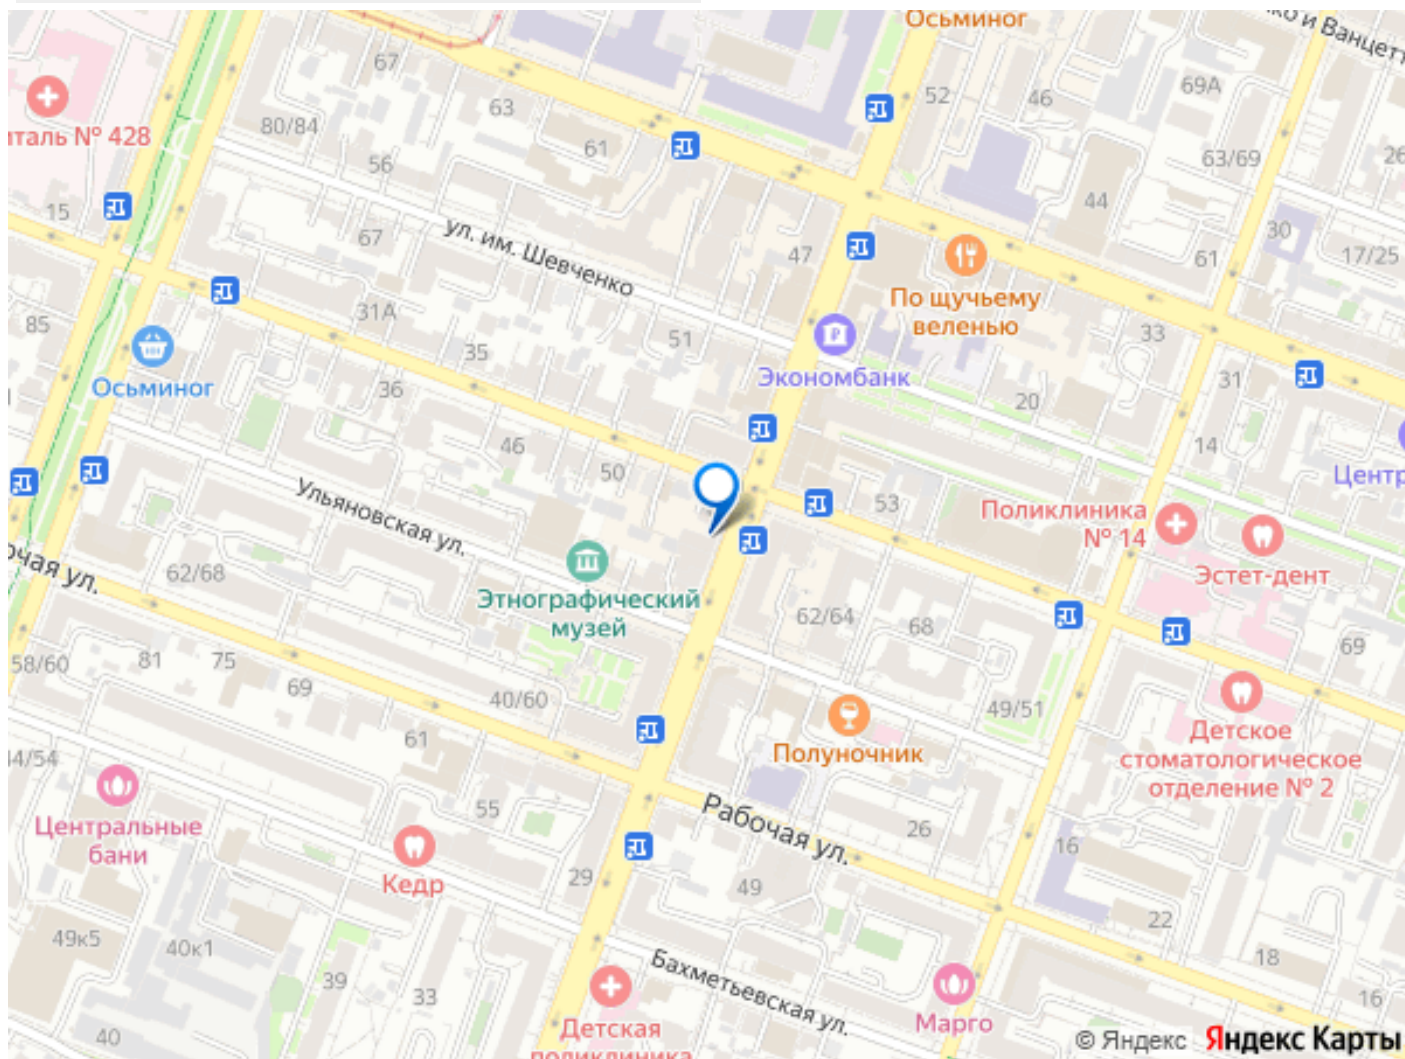 Осьминог
ко и Ванцетт
67
69А
52
46
63
80/84
италь № 428
61
63/69
26
56
44
15
67
30
47
17/25
61
ул. им. Шевченко
По щучьему
веленью
31А
85
51
33
35
Экономбанк
Осьминог
36
31
20
46
14
50
Центр
Ульяновская ул.
53
Поликлиника
№ 14
Эстет-дент
очая ул.
62/68
Этнографический
музей
62/64
68
69
58/60
81
75
69
40/60
49/51
Полуночник
Детское
стоматологическое
отделение № 2
61
44/54
55
Рабочая ул.
26
Центральные
бани
16
Кедр
29
49
22
49к5
40к1
18
39
33
Бахметьевская ул.
16
Марго
40
Детская
поликлиника
© Яндекс Яндекс Карты